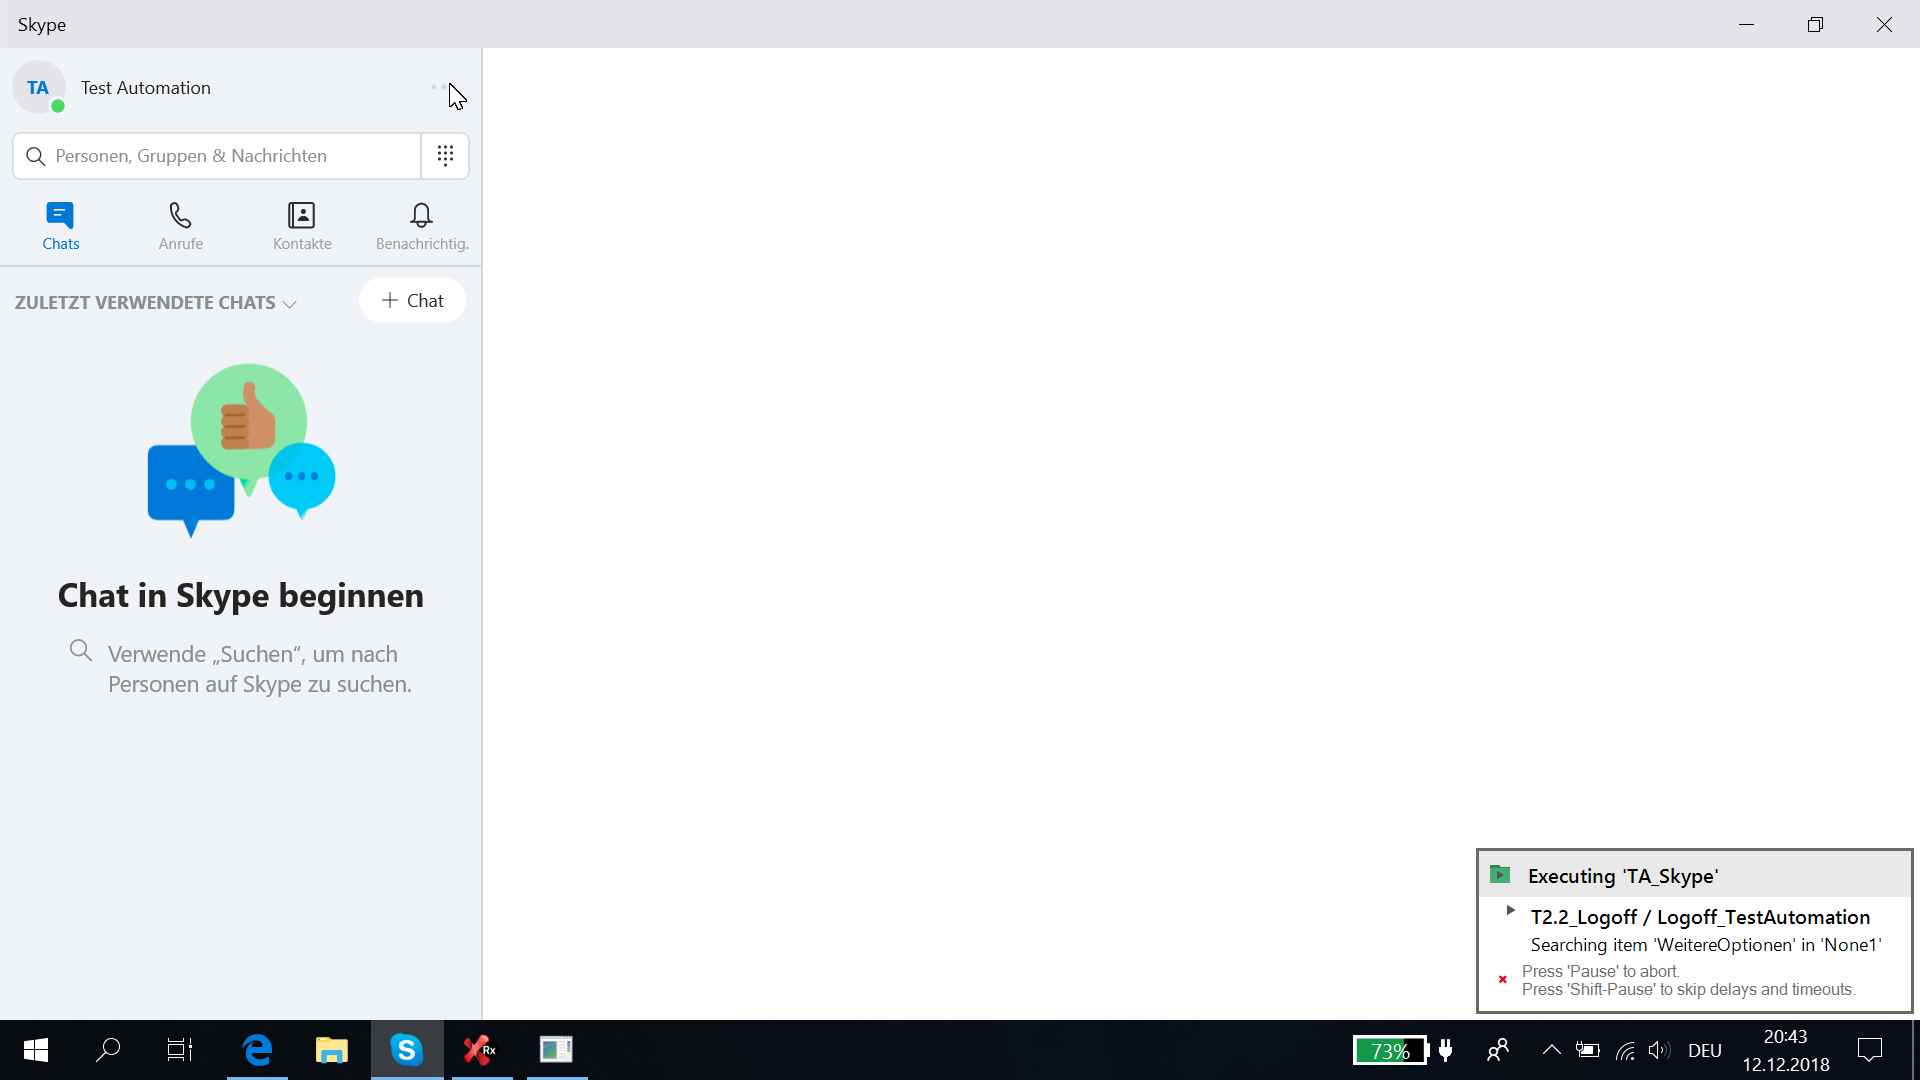 Skype
TA
Test Automation
Personen, Gruppen & Nachrichten
Chats
Anrufe
Kontakte
Benachrichtig.
ZULETZT VERWENDETE CHATS
Chat
Chat in Skype beginnen
Verwende „Suchen“, um nach
Personen auf Skype zu suchen.
Executing 'TA_Skype'
T2.2_Logoff / Logoff_TestAutomation
Searching item 'WeitereOptionen' in 'None1'
Press 'Pause' to abort.
Press 'Shift-Pause' to skip delays and timeouts.
Rx
73%
DEU
20:43
12.12.2018